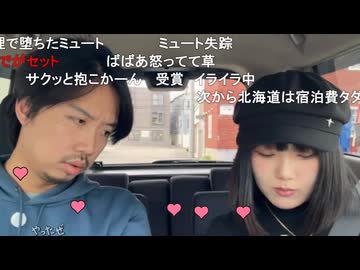 理で堕ちたミュート ミュート失踪
でがセット ばばあ怒ってて草
サクッと抱こかーん 受賞 イライラ中
次から北海道は宿泊費タダ
やったぜ